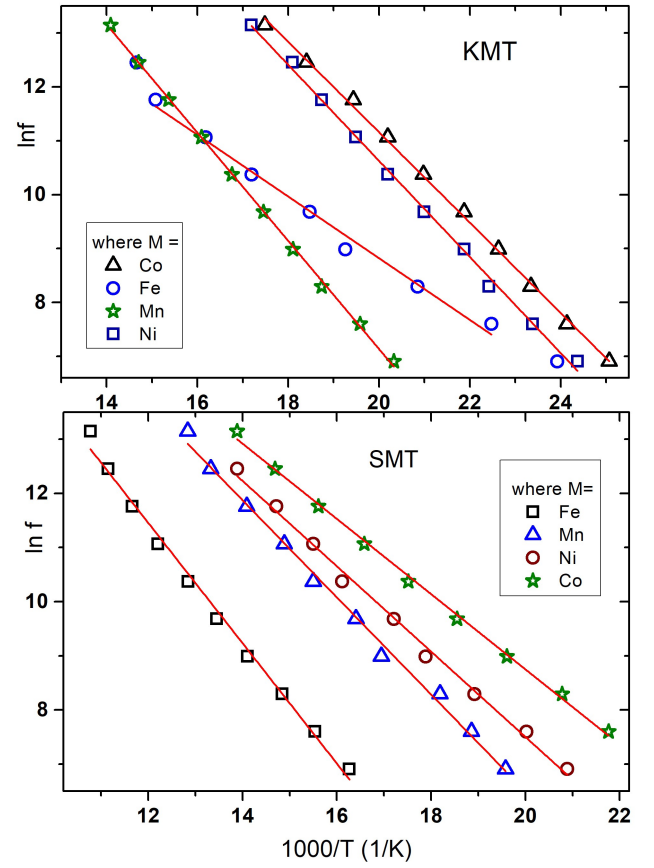 KMT
12
lnf
10
where M =
Co
Fe
Mn
Ni
8
14 16 18 20 22 24
SMT
12
where M=
Fe
Mn
Ni
Co
ln f
10
8
12 14 16 18 20 22
1000/T (1/K)